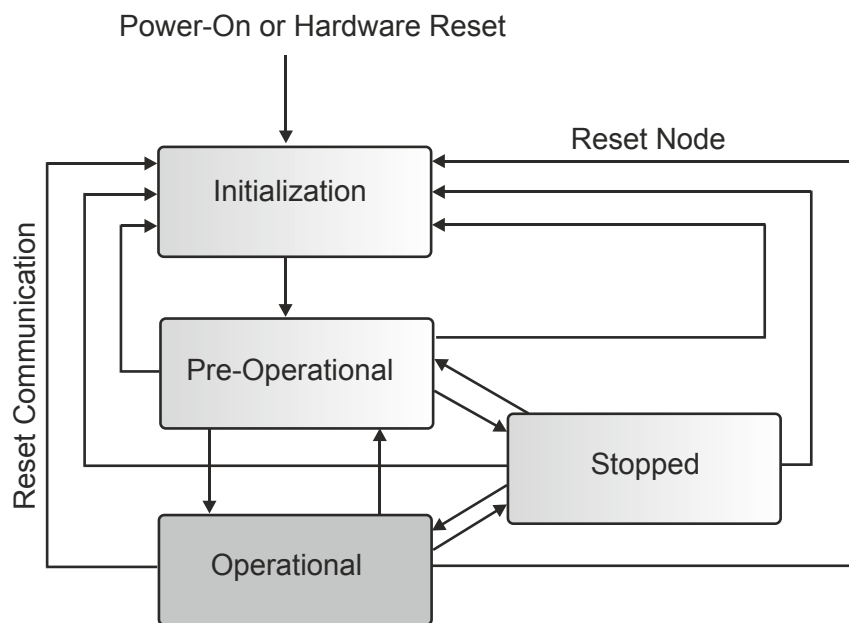 Power-On or Hardware Reset
Reset Node
Initialization
Reset Communication
Pre-Operational
Stopped
Operational